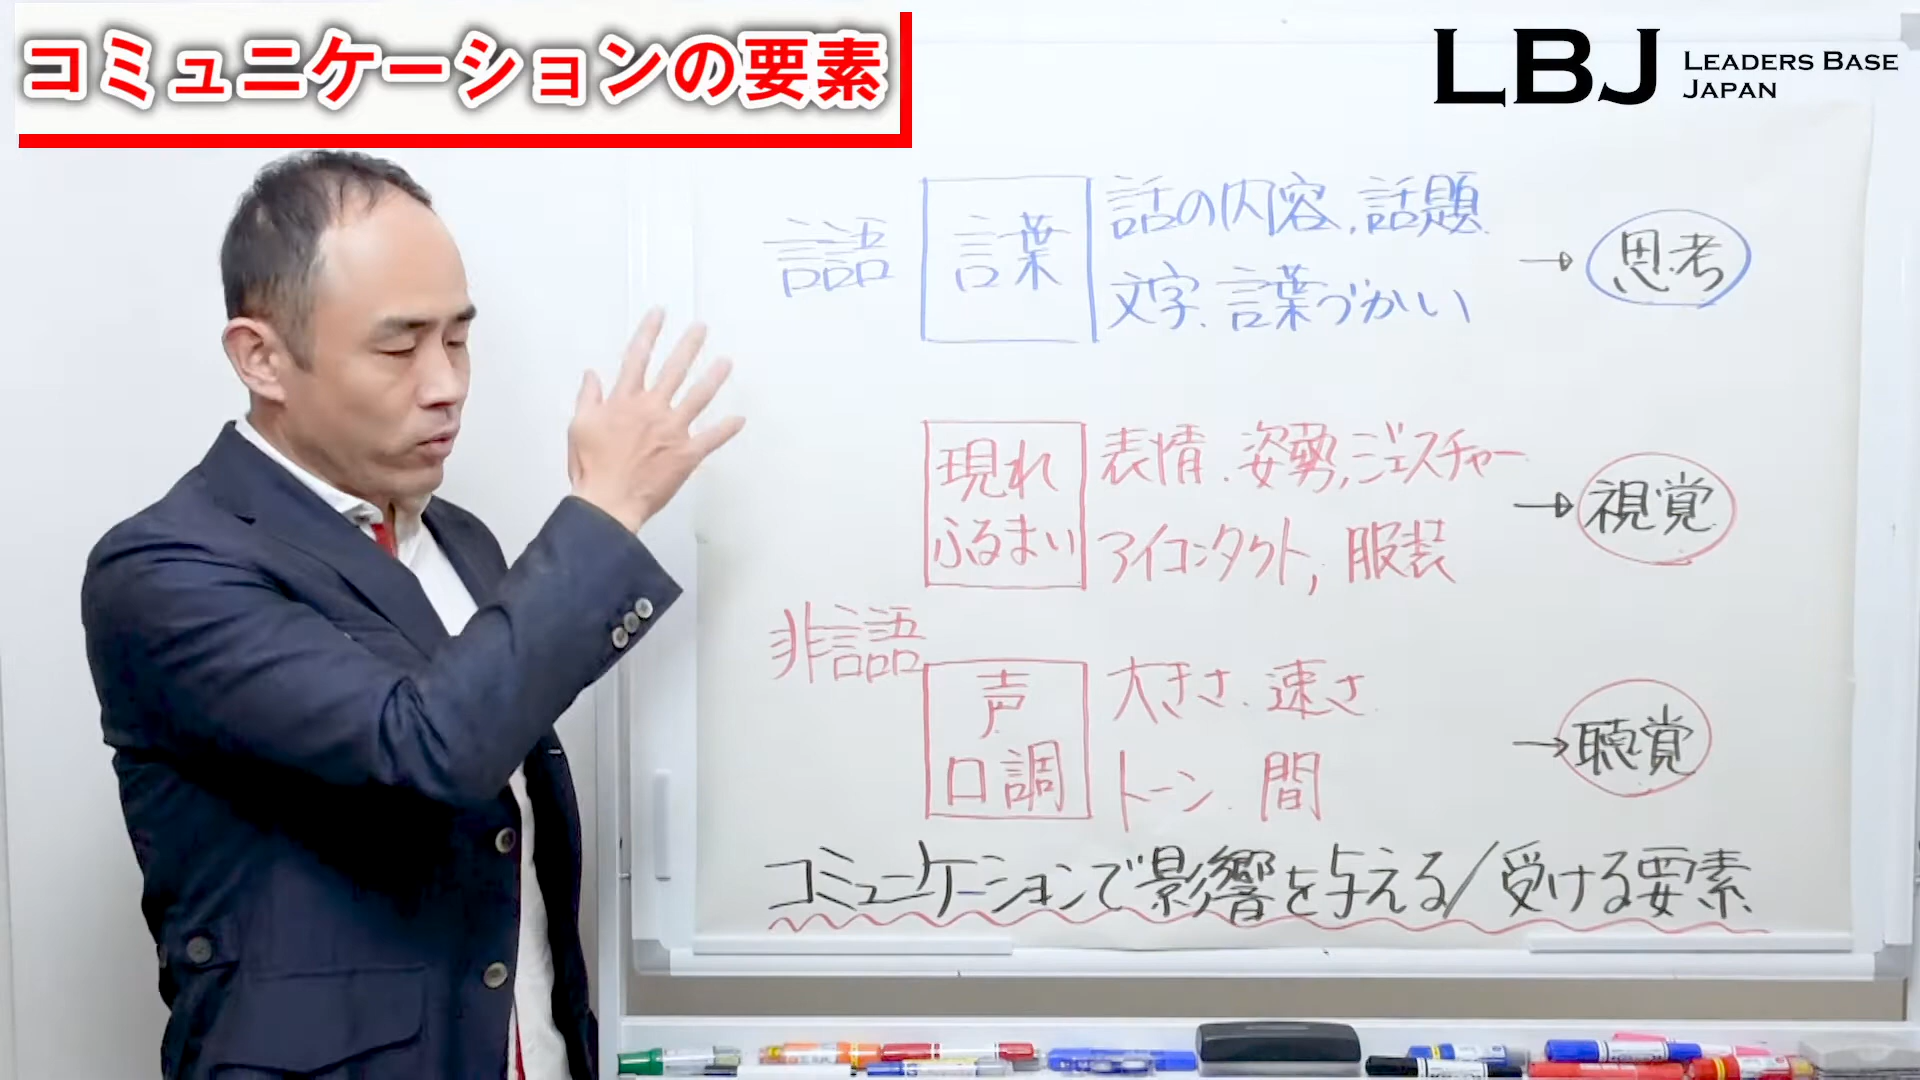 コミュニケーションの要素
LBJ LEADERS BASE JAPAN
言語 言葉 話の内容,話題 → 思考
文字.言葉づかい
現れ 表情.姿勢,ジェスチャー → 視覚
ふるまい アイコンタクト,服装
非言語
声 大きさ.速さ → 聴覚
口調 トーン.間
コミュニケーションで影響を与える/受ける要素